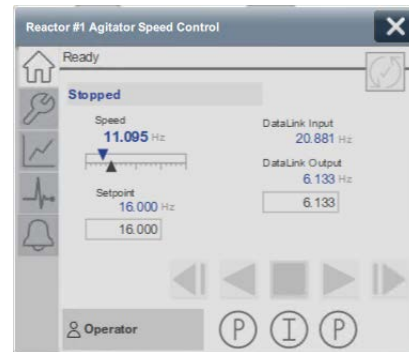 Reactor #1 Agitator Speed Control
Ready
Stopped
Speed
11.095 Hz
Setpoint
16.000 Hz
16.000
DataLink Input
20.881 Hz
DataLink Output
6.133 Hz
6.133
Operator
P I P